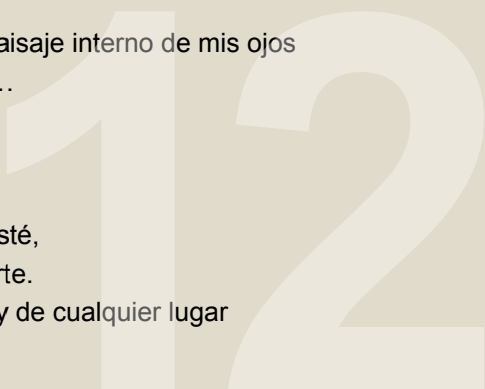 aisaje interno de mis ojos
…
sté,
rte.
y de cualquier lugar
12